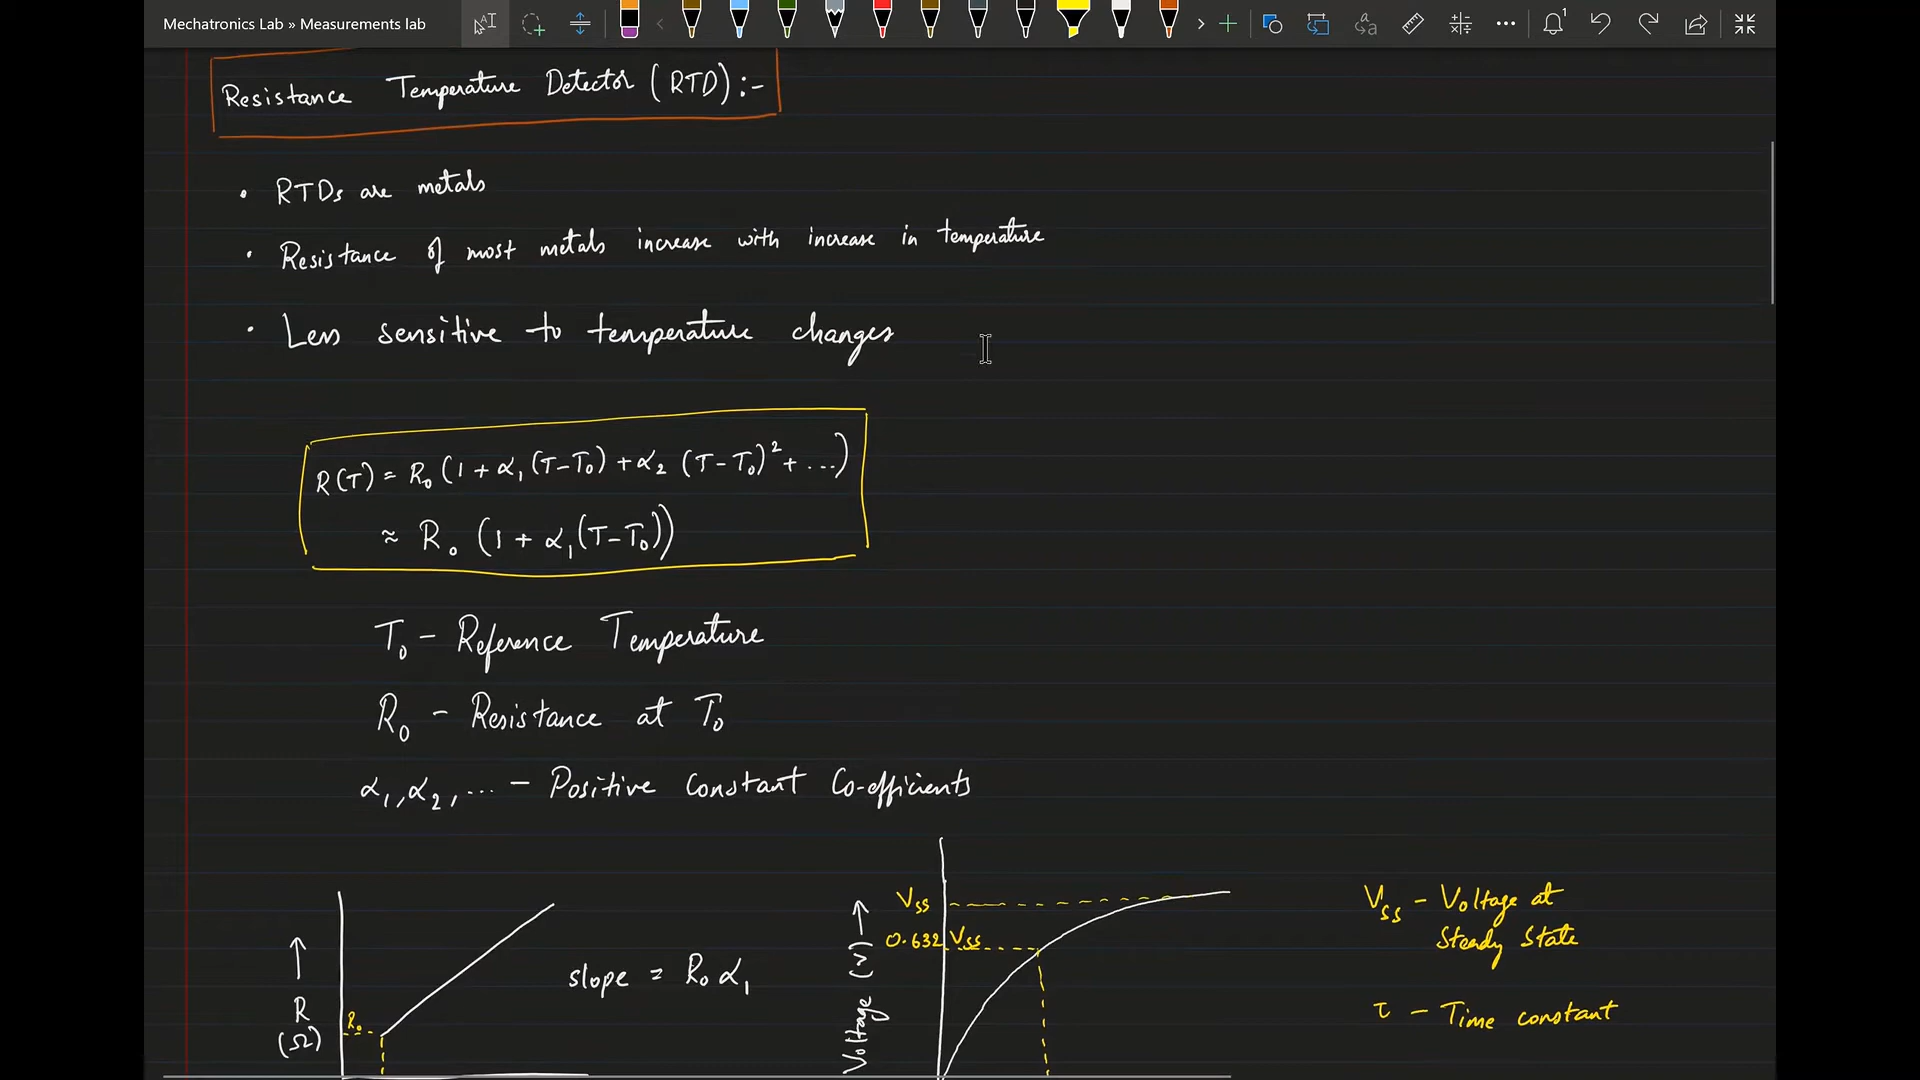 Mechatronics Lab » Measurements lab
Resistance Temperature Detector (RTD):-
• RTDs are metals
• Resistance of most metals increase with increase in temperature
• Less sensitive to temperature changes
R(T) = R₀ (1 + α₁ (T-T₀) + α₂ (T-T₀)² + ...)
≈ R₀ (1 + α₁ (T-T₀))
T₀ - Reference Temperature
R₀ - Resistance at T₀
α₁, α₂, ... - Positive Constant Co-efficients
R
(Ω)
R₀
slope = R₀ α₁
Voltage (V) →
Vss
0.632 Vss
Vss - Voltage at
Steady State
τ - Time constant